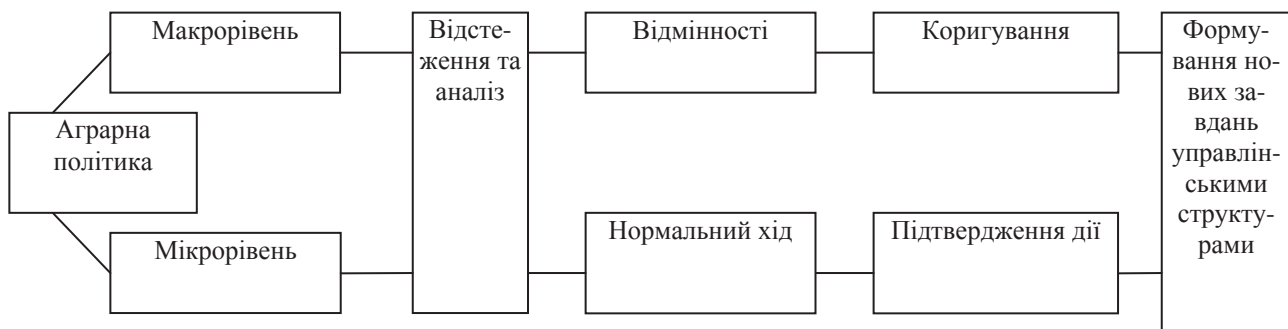 Макрорівень
Відсте-
ження та
аналіз
Відмінності
Коригування
Форму-
вання но-
вих за-
вдань
управлін-
ськими
структу-
рами
Аграрна
політика
Мікрорівень
Нормальний хід
Підтвердження дії